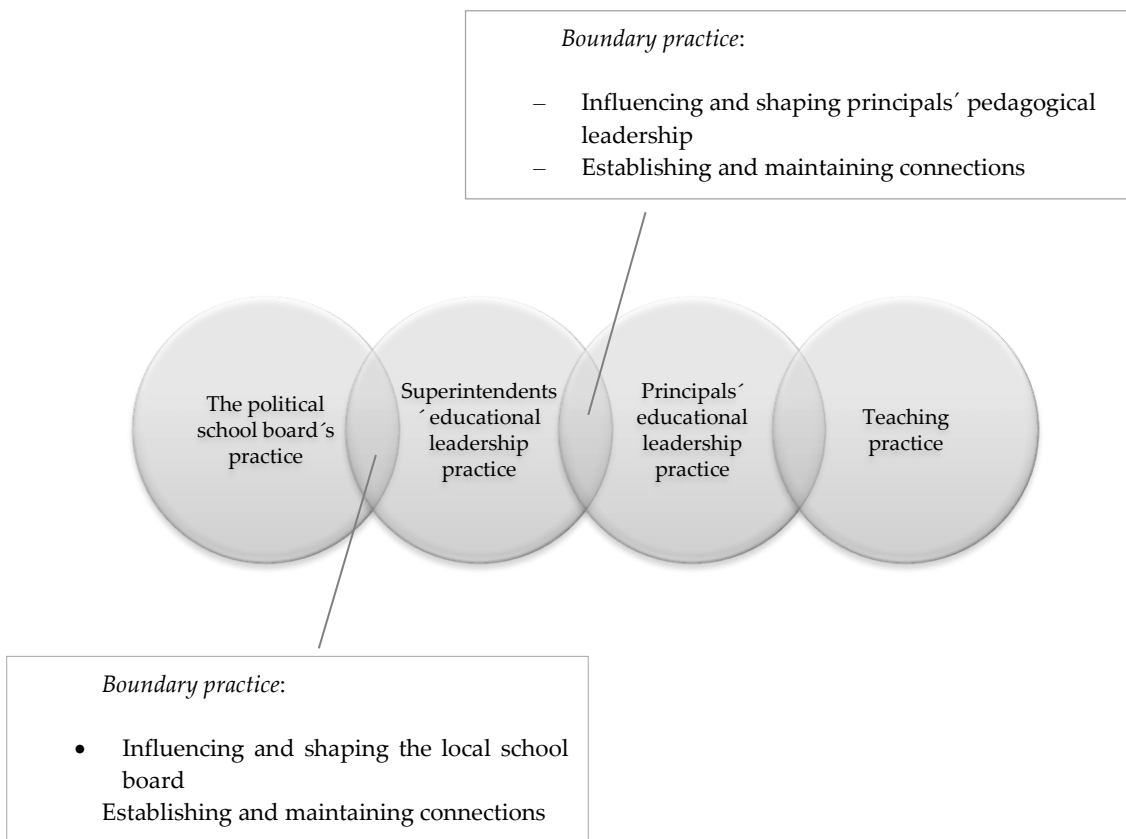 Boundary practice:
– Influencing and shaping principals´ pedagogical
leadership
– Establishing and maintaining connections
The political
school board´s
practice
Superintendents
´educational
leadership
practice
Principals´
educational
leadership
practice
Teaching
practice
Boundary practice:
• Influencing and shaping the local school
board
Establishing and maintaining connections